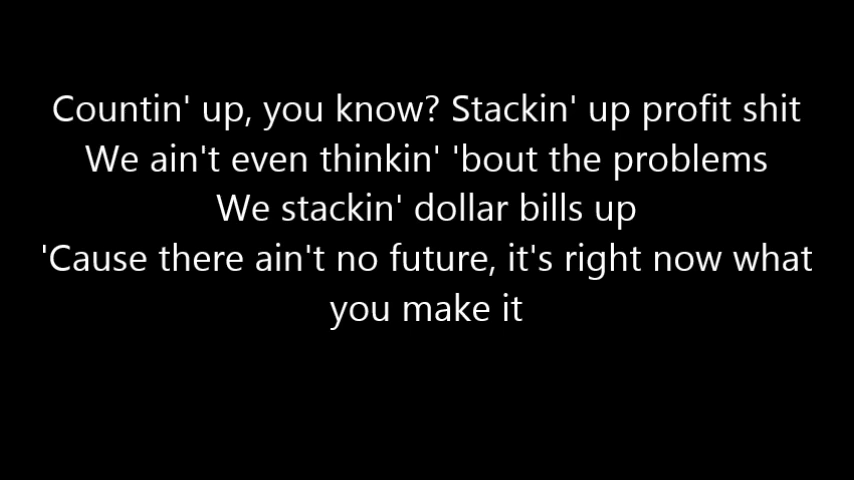 Countin' up, you know? Stackin' up profit shit
We ain't even thinkin' 'bout the problems
We stackin' dollar bills up
'Cause there ain't no future, it's right now what
you make it